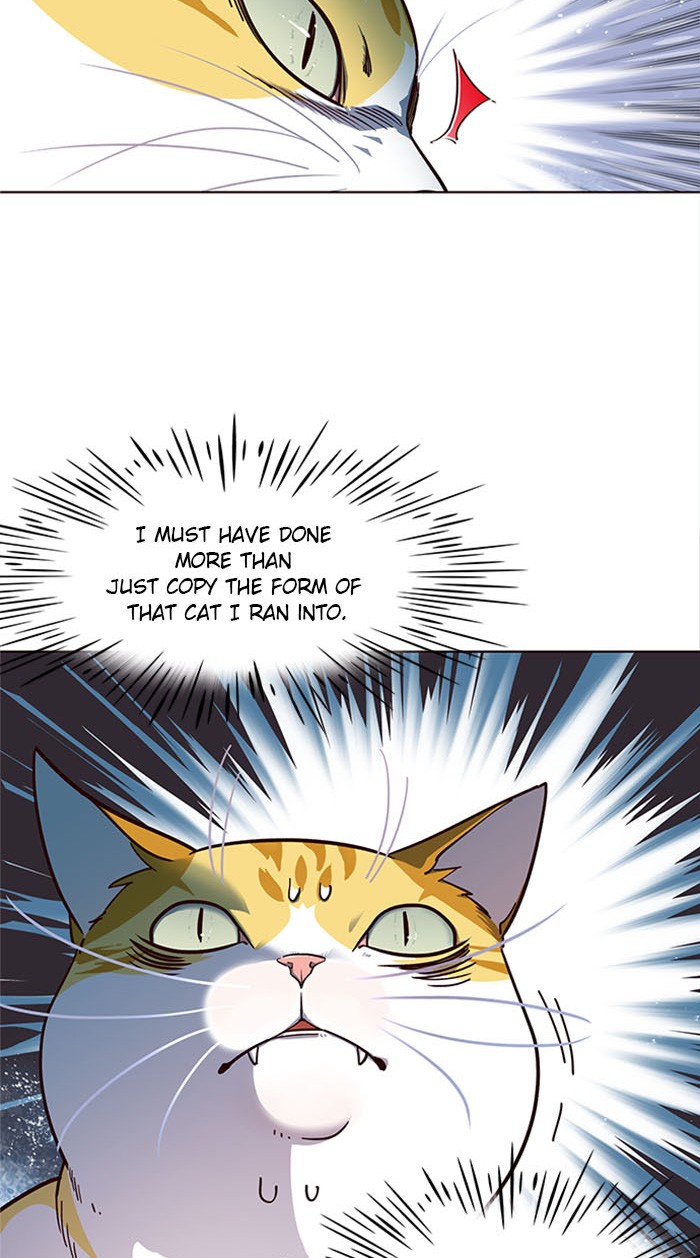 I MUST HAVE DONE
MORE THAN
JUST COPY THE FORM OF
THAT CAT I RAN INTO.